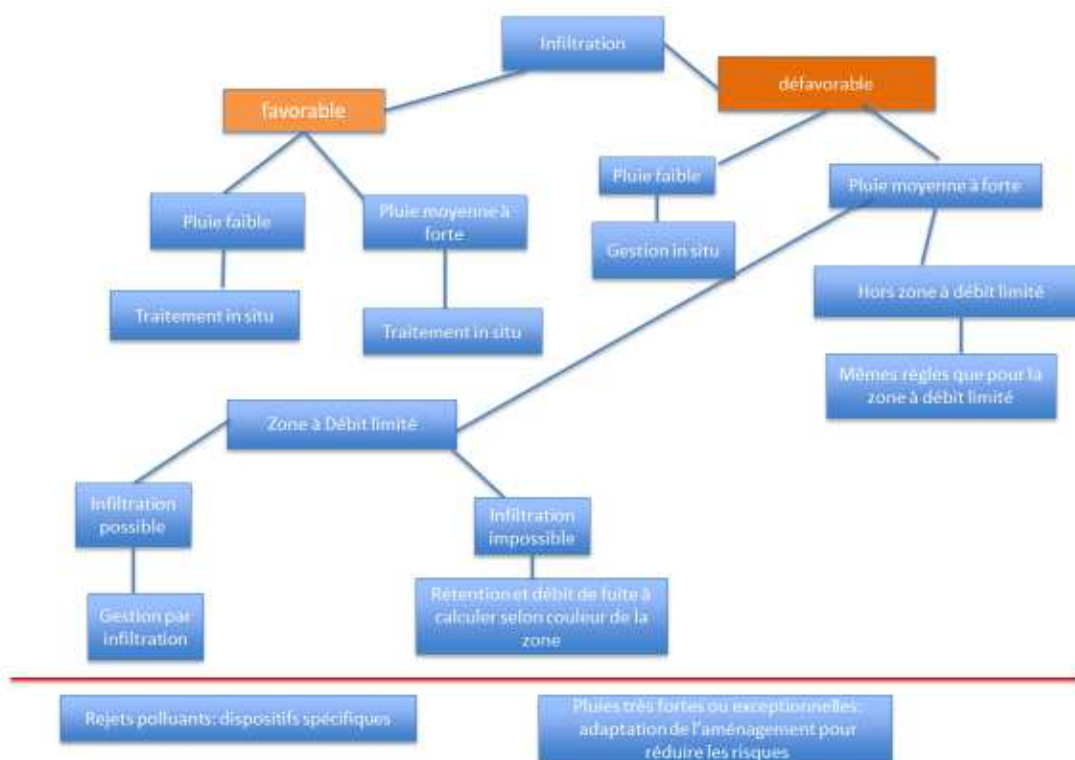 Infiltration
défavorable
favorable
Pluie faible
Pluie moyenne à forte
Pluie faible
Pluie moyenne à
forte
Gestion in situ
Hors zone à débit limité
Traitement in situ
Traitement in situ
Mêmes règles que pour la
zone à débit limité
Zone à Débit limité
Infiltration
possible
Infiltration
impossible
Gestion par
infiltration
Rétention et débit de fuite à
calculer selon couleur de la
zone
Rejets polluants: dispositifs spécifiques
Pluies très fortes ou exceptionnelles:
adaptation de l'aménagement pour
réduire les risques